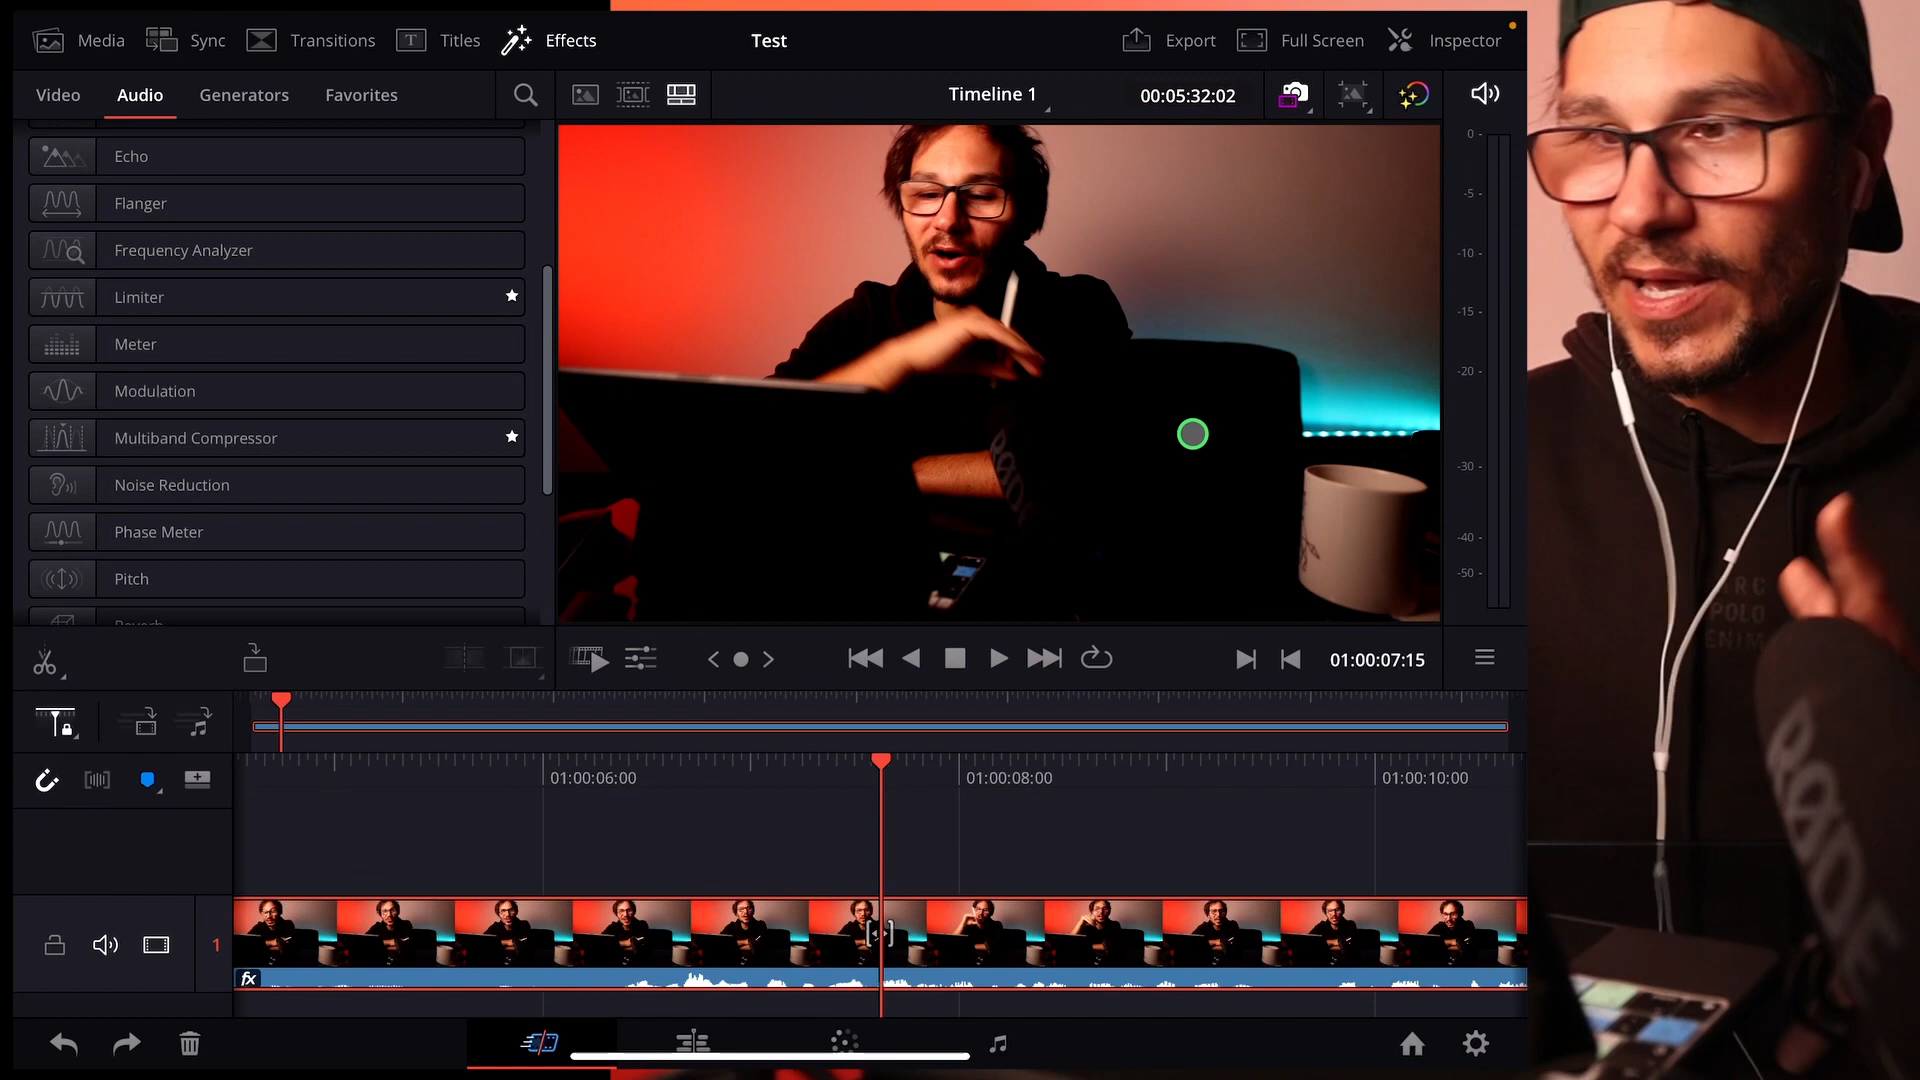 Media Sync Transitions Titles Effects Test Export Full Screen Inspector
Video Audio Generators Favorites Timeline 1 00:05:32:02
Echo
Flanger
Frequency Analyzer
Limiter
Meter
Modulation
Multiband Compressor
Noise Reduction
Phase Meter
Pitch
Reverb
0 -
-5 -
-10 -
-15 -
-20 -
-30 -
-40 -
-50 -
01:00:07:15
01:00:06:00 01:00:08:00 01:00:10:00
1
fx
POLO
RØDE